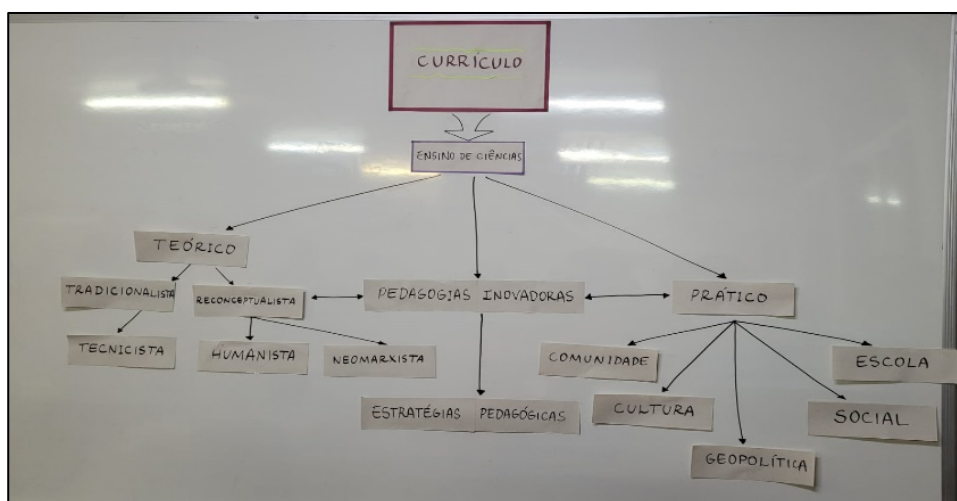 CURRÍCULO
ENSINO DE CIÊNCIAS
TEÓRICO
TRADICIONALISTA
RECONCEPTUALISTA
PEDAGOGIAS INOVADORAS
PRÁTICO
TECNICISTA
HUMANISTA
NEOMARXISTA
COMUNIDADE
ESCOLA
ESTRATÉGIAS PEDAGÓGICAS
CULTURA
SOCIAL
GEOPOLÍTICA